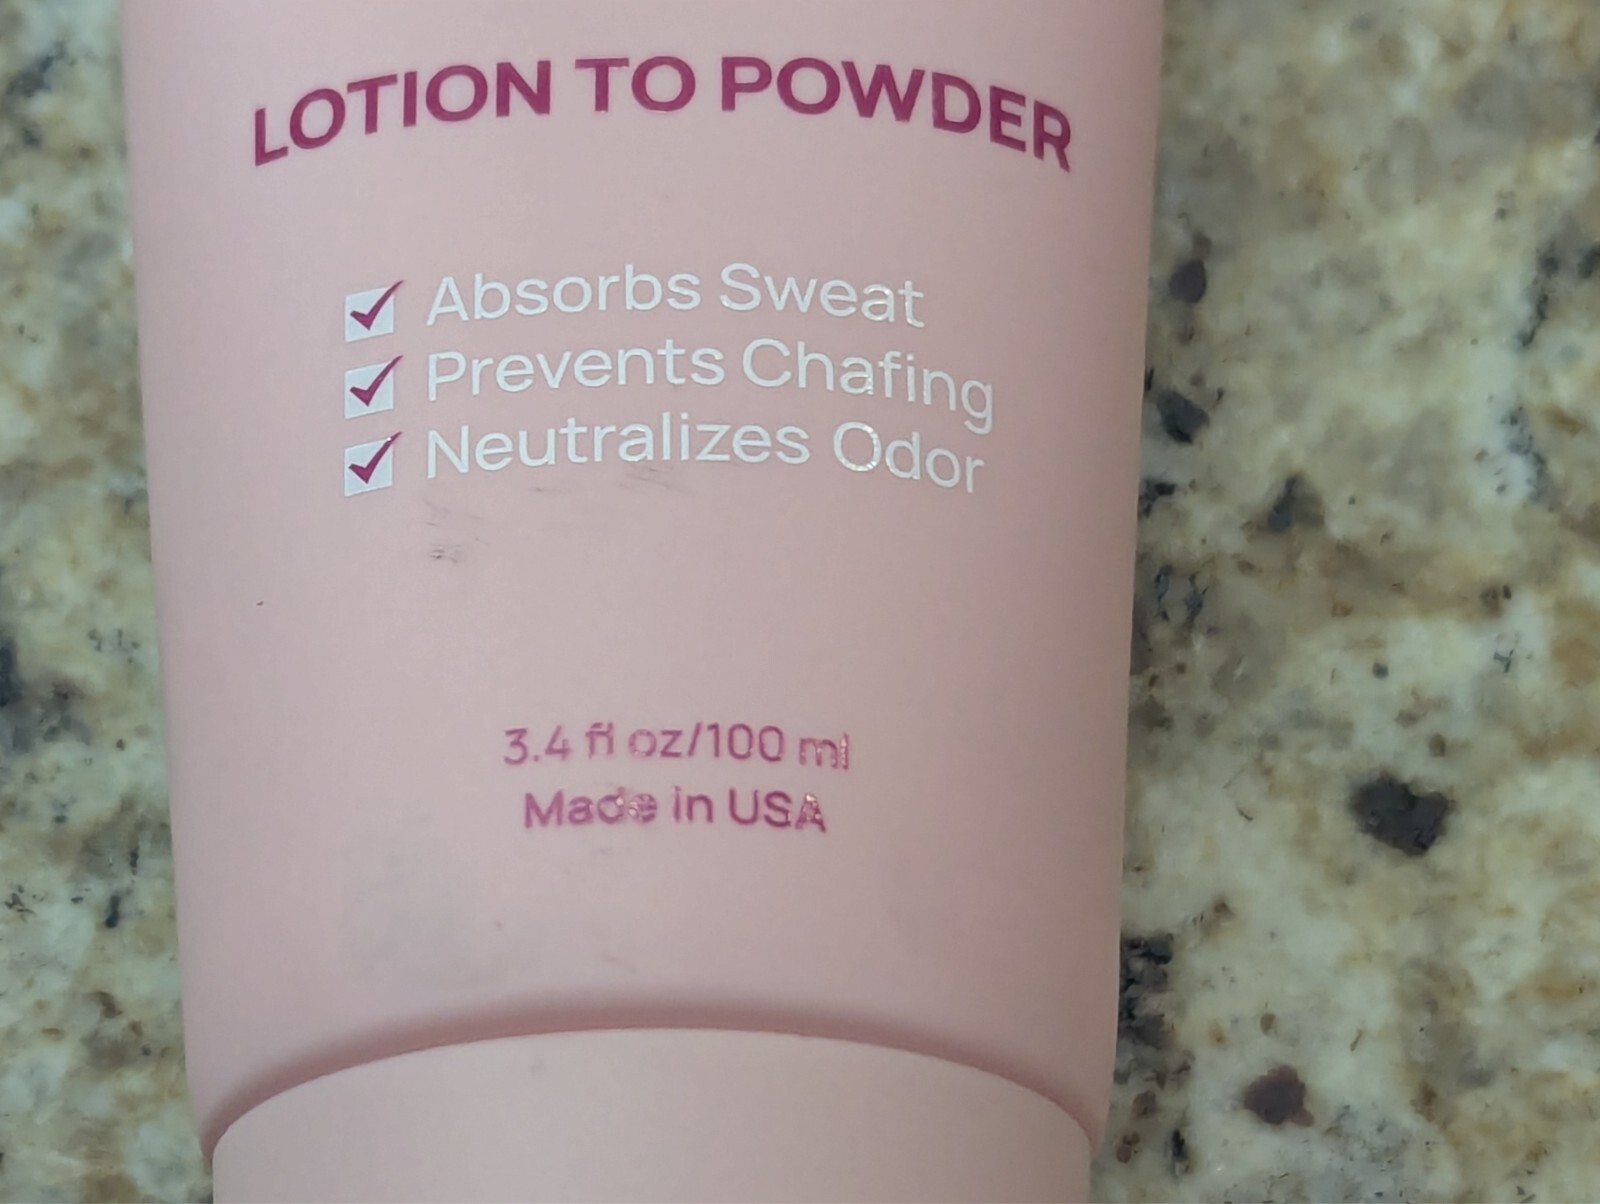 LOTION TO POWDER
Absorbs Sweat
Prevents Chafing
Neutralizes Odor
3.4 fl oz/100 ml
Made in USA